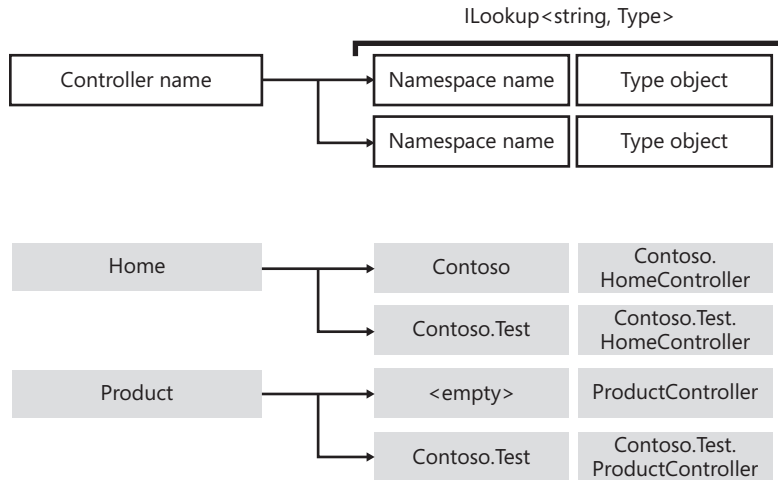 ILookup<string, Type>
Controller name
Namespace name
Type object
Namespace name
Type object
Home
Contoso
Contoso.
HomeController
Contoso.Test
Contoso.Test.
HomeController
Product
<empty>
ProductController
Contoso.Test
Contoso.Test.
ProductController